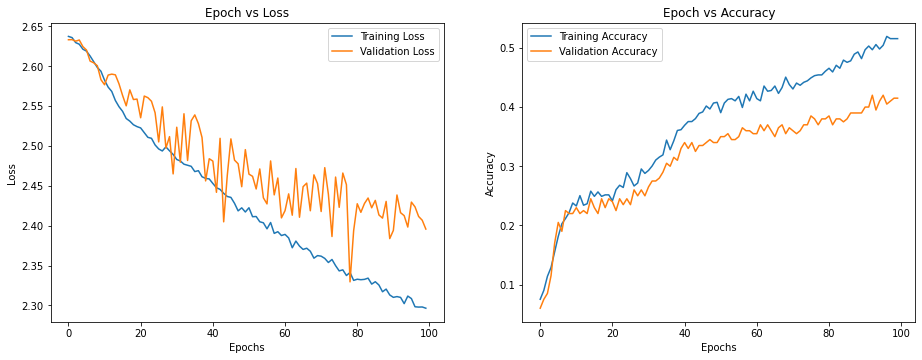 Epoch vs Loss
Training Loss
Validation Loss
2.65
2.60
2.55
2.50
2.45
2.40
2.35
2.30
Loss
0
20
40
60
80
100
Epochs
Epoch vs Accuracy
Training Accuracy
Validation Accuracy
0.5
0.4
0.3
0.2
0.1
Accuracy
0
20
40
60
80
100
Epochs